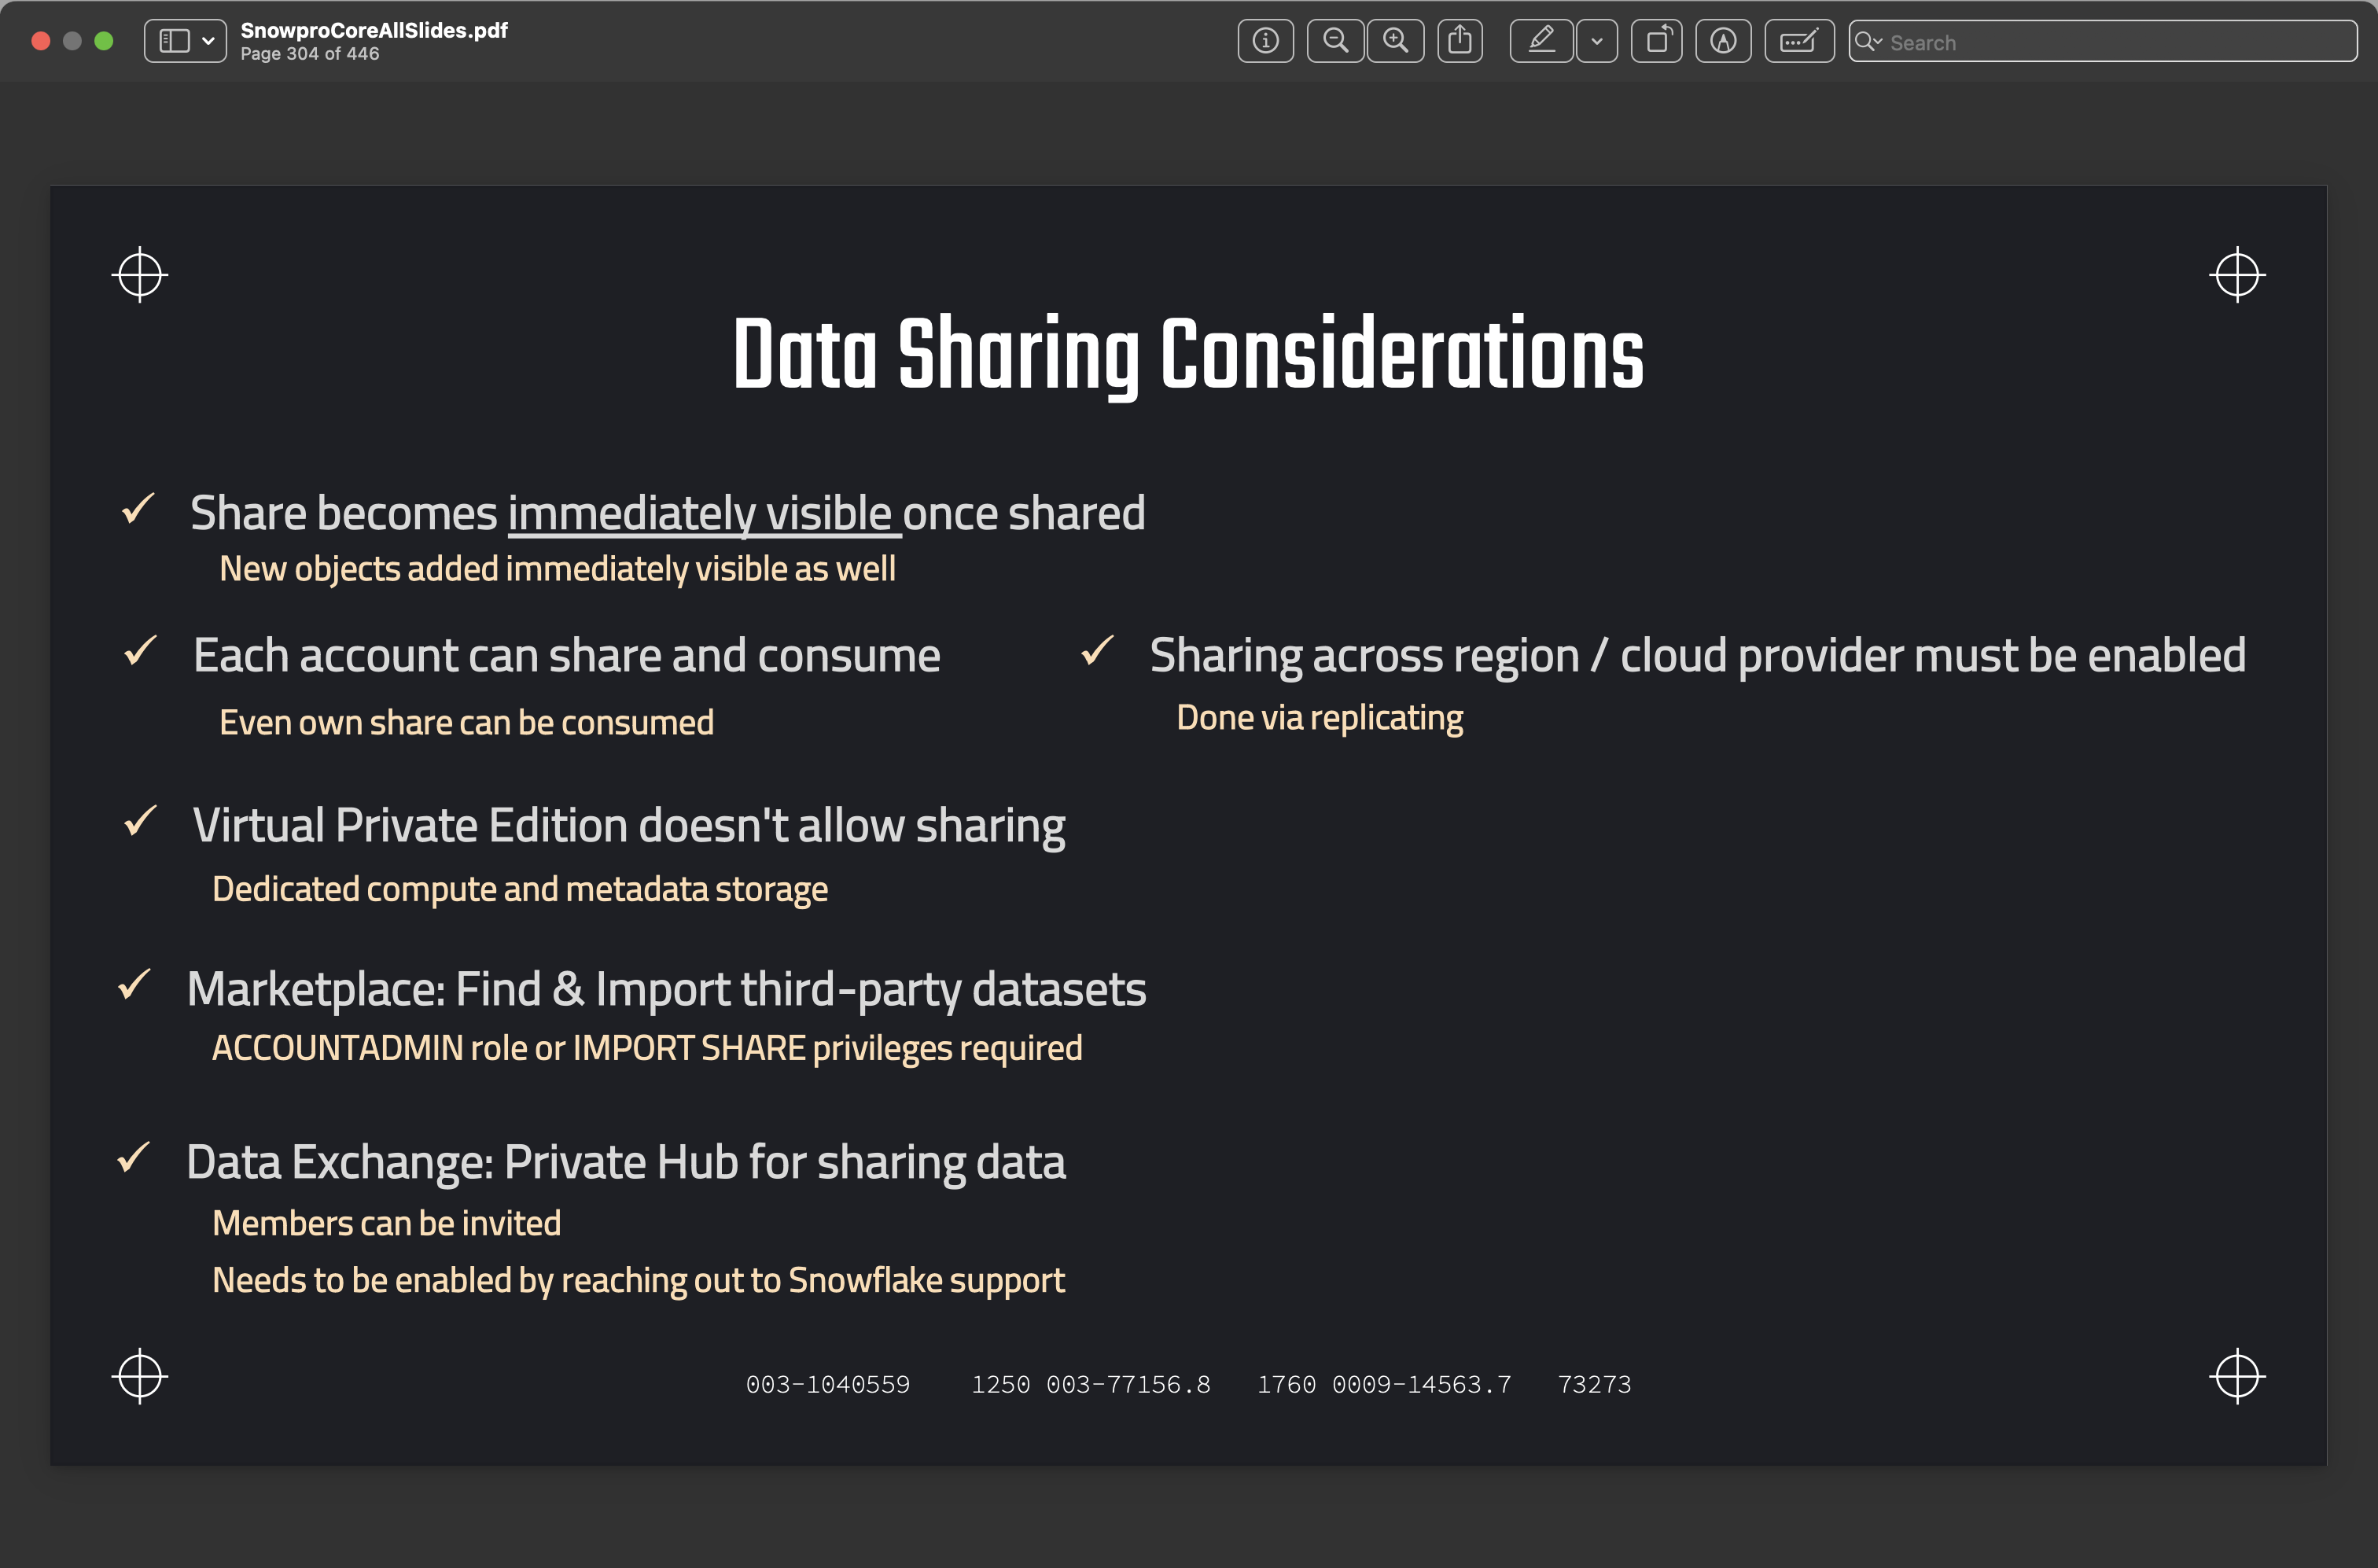 SnowproCoreAllSlides.pdf
Page 304 of 446
Search
Data Sharing Considerations
Share becomes immediately visible once shared
New objects added immediately visible as well
Each account can share and consume
Even own share can be consumed
Sharing across region / cloud provider must be enabled
Done via replicating
Virtual Private Edition doesn't allow sharing
Dedicated compute and metadata storage
Marketplace: Find & Import third-party datasets
ACCOUNTADMIN role or IMPORT SHARE privileges required
Data Exchange: Private Hub for sharing data
Members can be invited
Needs to be enabled by reaching out to Snowflake support
003-1040559 1250 003-77156.8 1760 0009-14563.7 73273